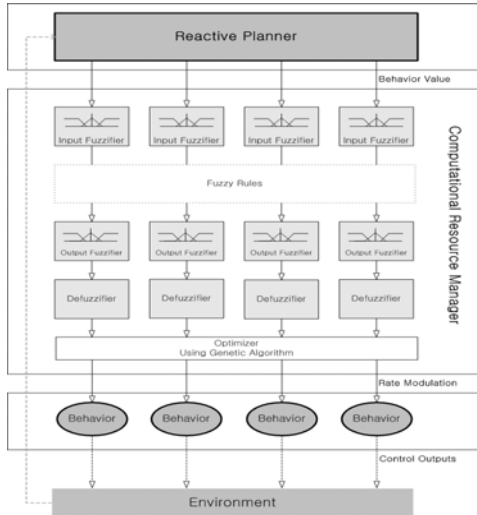 Reactive Planner
Behavior Value
Input Fuzzifier Input Fuzzifier Input Fuzzifier Input Fuzzifier
Fuzzy Rules
Output Fuzzifier Output Fuzzifier Output Fuzzifier Output Fuzzifier
Defuzzifier Defuzzifier Defuzzifier Defuzzifier
Optimizer
Using Genetic Algorithm
Computational Resource Manager
Rate Modulation
Behavior Behavior Behavior Behavior
Control Outputs
Environment